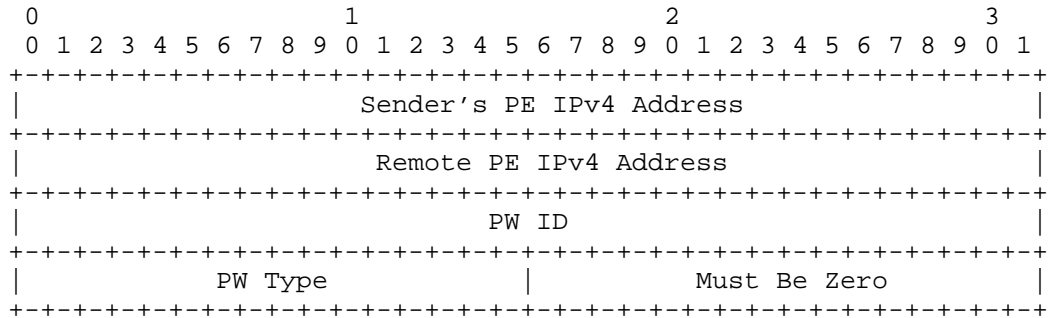 0                   1                   2                   3
 0 1 2 3 4 5 6 7 8 9 0 1 2 3 4 5 6 7 8 9 0 1 2 3 4 5 6 7 8 9 0 1
+-+-+-+-+-+-+-+-+-+-+-+-+-+-+-+-+-+-+-+-+-+-+-+-+-+-+-+-+-+-+-+-+
|                     Sender’s PE IPv4 Address                  |
+-+-+-+-+-+-+-+-+-+-+-+-+-+-+-+-+-+-+-+-+-+-+-+-+-+-+-+-+-+-+-+-+
|                      Remote PE IPv4 Address                   |
+-+-+-+-+-+-+-+-+-+-+-+-+-+-+-+-+-+-+-+-+-+-+-+-+-+-+-+-+-+-+-+-+
|                             PW ID                             |
+-+-+-+-+-+-+-+-+-+-+-+-+-+-+-+-+-+-+-+-+-+-+-+-+-+-+-+-+-+-+-+-+
|            PW Type            |          Must Be Zero         |
+-+-+-+-+-+-+-+-+-+-+-+-+-+-+-+-+-+-+-+-+-+-+-+-+-+-+-+-+-+-+-+-+